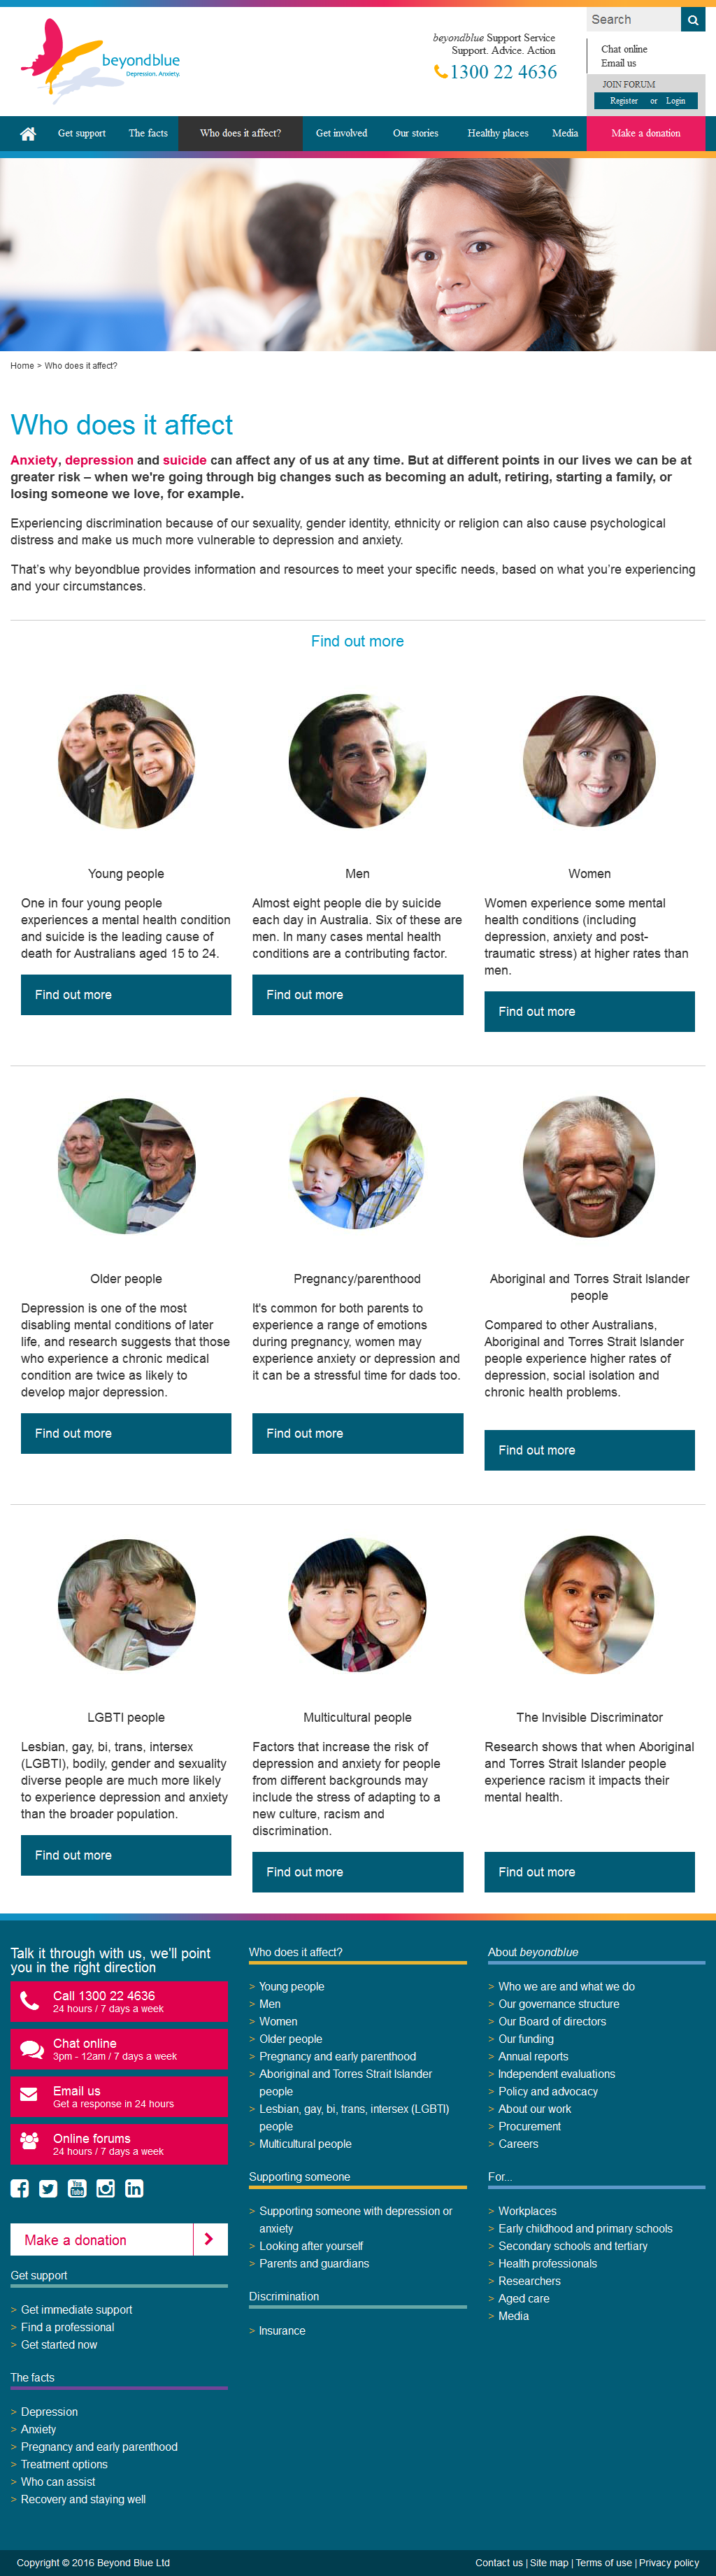 Search
beyondblue
Depression. Anxiety.
beyondblue Support Service
Support. Advice. Action
1300 22 4636
Chat online
Email us
JOIN FORUM
Register or Login
Get support The facts Who does it affect? Get involved Our stories Healthy places Media Make a donation
Home > Who does it affect?
Who does it affect
Anxiety, depression and suicide can affect any of us at any time. But at different points in our lives we can be at
greater risk – when we're going through big changes such as becoming an adult, retiring, starting a family, or
losing someone we love, for example.
Experiencing discrimination because of our sexuality, gender identity, ethnicity or religion can also cause psychological
distress and make us much more vulnerable to depression and anxiety.
That's why beyondblue provides information and resources to meet your specific needs, based on what you're experiencing
and your circumstances.
Find out more
Young people
One in four young people
experiences a mental health condition
and suicide is the leading cause of
death for Australians aged 15 to 24.
Find out more
Men
Almost eight people die by suicide
each day in Australia. Six of these are
men. In many cases mental health
conditions are a contributing factor.
Find out more
Women
Women experience some mental
health conditions (including
depression, anxiety and post-
traumatic stress) at higher rates than
men.
Find out more
Older people
Depression is one of the most
disabling mental conditions of later
life, and research suggests that those
who experience a chronic medical
condition are twice as likely to
develop major depression.
Find out more
Pregnancy/parenthood
It's common for both parents to
experience a range of emotions
during pregnancy, women may
experience anxiety or depression and
it can be a stressful time for dads too.
Find out more
Aboriginal and Torres Strait Islander
people
Compared to other Australians,
Aboriginal and Torres Strait Islander
people experience higher rates of
depression, social isolation and
chronic health problems.
Find out more
LGBTI people
Lesbian, gay, bi, trans, intersex
(LGBTI), bodily, gender and sexuality
diverse people are much more likely
to experience depression and anxiety
than the broader population.
Find out more
Multicultural people
Factors that increase the risk of
depression and anxiety for people
from different backgrounds may
include the stress of adapting to a
new culture, racism and
discrimination.
Find out more
The Invisible Discriminator
Research shows that when Aboriginal
and Torres Strait Islander people
experience racism it impacts their
mental health.
Find out more
Talk it through with us, we'll point
you in the right direction
Call 1300 22 4636
24 hours / 7 days a week
Chat online
3pm - 12am / 7 days a week
Email us
Get a response in 24 hours
Online forums
24 hours / 7 days a week
You
Tube
Make a donation
Get support
> Get immediate support
> Find a professional
> Get started now
The facts
> Depression
> Anxiety
> Pregnancy and early parenthood
> Treatment options
> Who can assist
> Recovery and staying well
Who does it affect?
> Young people
> Men
> Women
> Older people
> Pregnancy and early parenthood
> Aboriginal and Torres Strait Islander
people
> Lesbian, gay, bi, trans, intersex (LGBTI)
people
> Multicultural people
Supporting someone
> Supporting someone with depression or
anxiety
> Looking after yourself
> Parents and guardians
Discrimination
> Insurance
About beyondblue
> Who we are and what we do
> Our governance structure
> Our Board of directors
> Our funding
> Annual reports
> Independent evaluations
> Policy and advocacy
> About our work
> Procurement
> Careers
For...
> Workplaces
> Early childhood and primary schools
> Secondary schools and tertiary
> Health professionals
> Researchers
> Aged care
> Media
Copyright © 2016 Beyond Blue Ltd
Contact us | Site map | Terms of use | Privacy policy